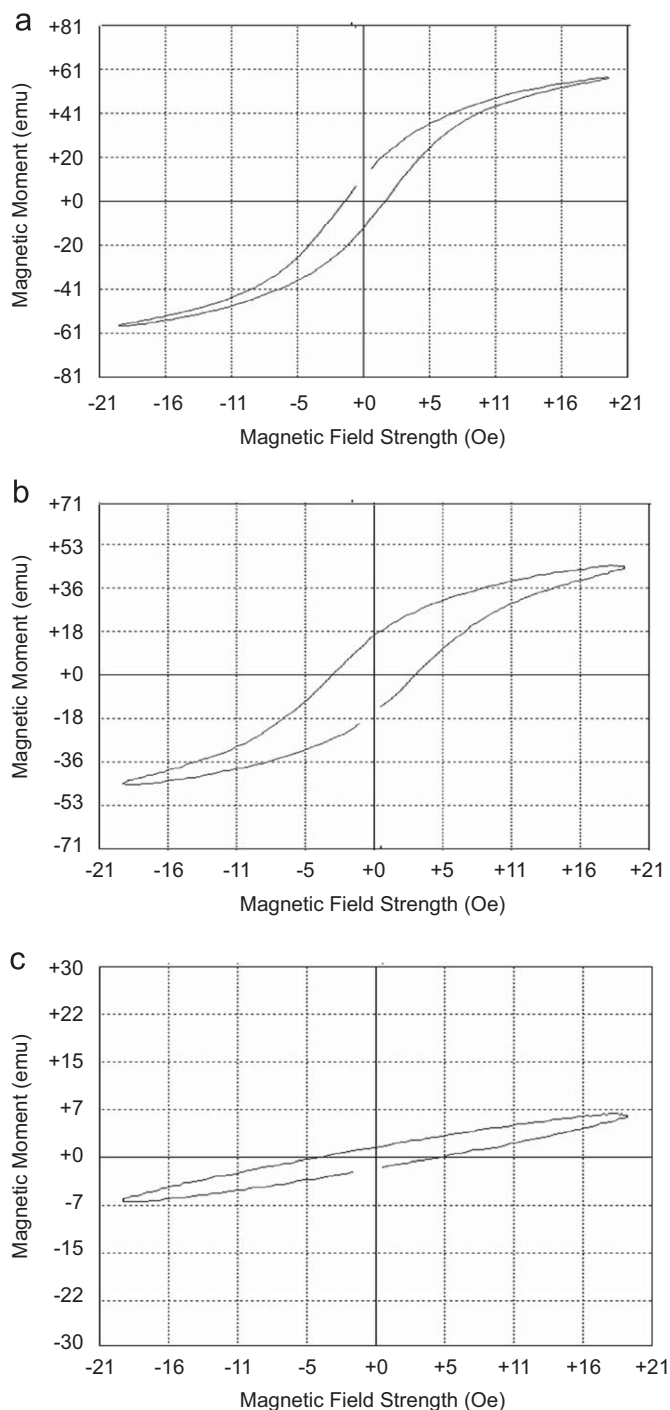 a
+81
+61
+41
+20
+0
-20
-41
-61
-81
Magnetic Moment (emu)
-21 -16 -11 -5 +0 +5 +11 +16 +21
Magnetic Field Strength (Oe)
b
+71
+53
+36
+18
+0
-18
-36
-53
-71
Magnetic Moment (emu)
-21 -16 -11 -5 +0 +5 +11 +16 +21
Magnetic Field Strength (Oe)
c
+30
+22
+15
+7
+0
-7
-15
-22
-30
Magnetic Moment (emu)
-21 -16 -11 -5 +0 +5 +11 +16 +21
Magnetic Field Strength (Oe)